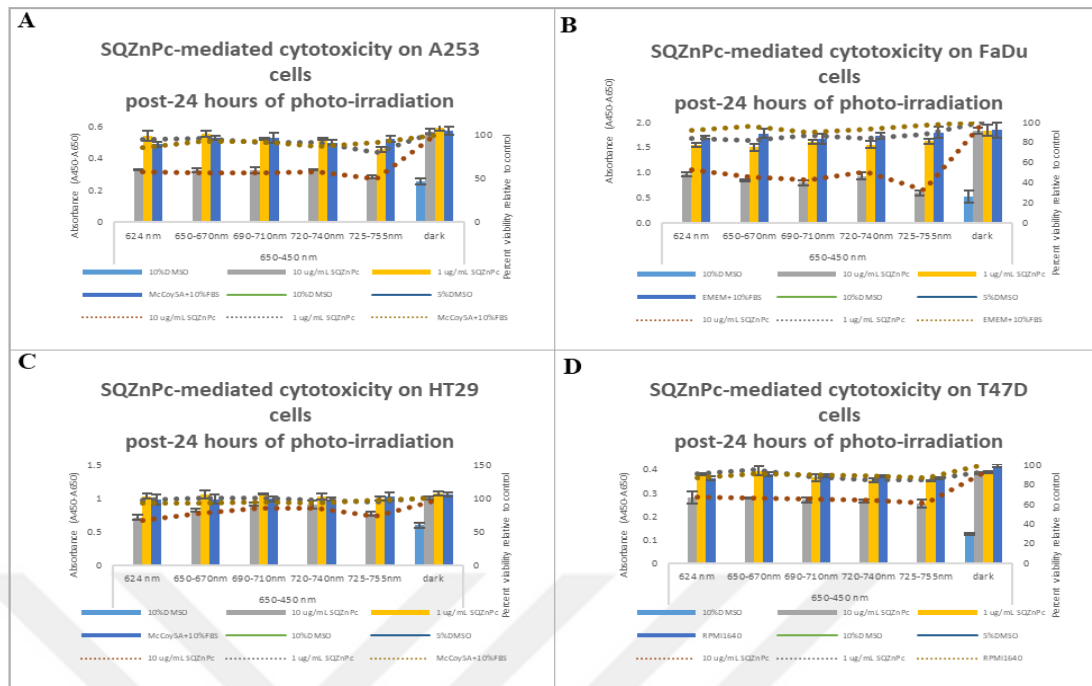 A
SQZnPc-mediated cytotoxicity on A253
cells
post-24 hours of photo-irradiation
Absorbance (A450-A650)
0.6
0.4
0.2
0
100
50
0
Percent viability relative to control
624 nm 650-670nm 690-710nm 720-740nm 725-755nm dark
650-450 nm
10%DMSO 10 ug/mL SQZnPc 1 ug/mL SQZnPc
McCoy5A+10%FBS 10%DMSO 5%DMSO
10 ug/mL SQZnPc 1 ug/mL SQZnPc McCoy5A+10%FBS
B
SQZnPc-mediated cytotoxicity on FaDu
cells
post-24 hours of photo-irradiation
Absorbance (A450-A650)
2.0
1.5
1.0
0.5
0.0
100
80
60
40
20
0
Percent viability relative to control
624 nm 650-670nm 690-710nm 720-740nm 725-755nm dark
650-450 nm
10%DMSO 10 ug/mL SQZnPc 1 ug/mL SQZnPc
EMEM+10%FBS 10%DMSO 5%DMSO
10 ug/mL SQZnPc 1 ug/mL SQZnPc EMEM+10%FBS
C
SQZnPc-mediated cytotoxicity on HT29
cells
post-24 hours of photo-irradiation
Absorbance (A450-A650)
1.5
1
0.5
0
150
100
50
0
Percent viability relative to control
624 nm 650-670nm 690-710nm 720-740nm 725-755nm dark
650-450 nm
10%DMSO 10 ug/mL SQZnPc 1 ug/mL SQZnPc
McCoy5A+10%FBS 10%DMSO 5%DMSO
10 ug/mL SQZnPc 1 ug/mL SQZnPc McCoy5A+10%FBS
D
SQZnPc-mediated cytotoxicity on T47D
cells
post-24 hours of photo-irradiation
Absorbance (A450-A650)
0.4
0.3
0.2
0.1
0
100
90
80
70
60
50
40
30
20
10
0
Percent viability relative to control
624 nm 650-670nm 690-710nm 720-740nm 725-755nm dark
650-450 nm
10%DMSO 10 ug/mL SQZnPc 1 ug/mL SQZnPc
RPMI1640 10%DMSO 5%DMSO
10 ug/mL SQZnPc 1 ug/mL SQZnPc RPMI1640